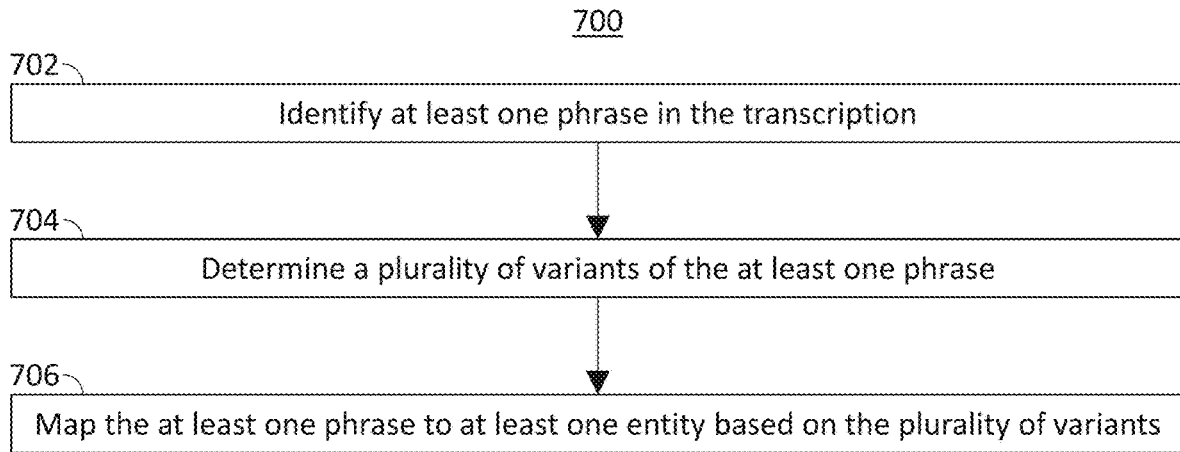 700
702
Identify at least one phrase in the transcription
704
Determine a plurality of variants of the at least one phrase
706
Map the at least one phrase to at least one entity based on the plurality of variants